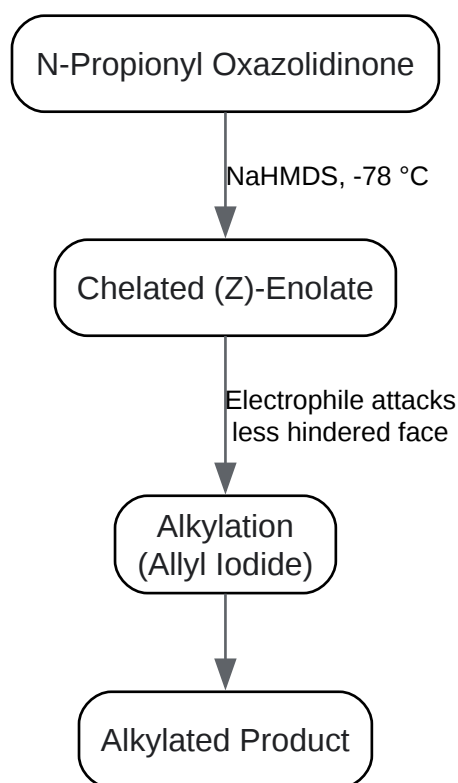 N-Propionyl Oxazolidinone
NaHMDS, -78 °C
Chelated (Z)-Enolate
Electrophile attacks
less hindered face
Alkylation
(Allyl Iodide)
Alkylated Product